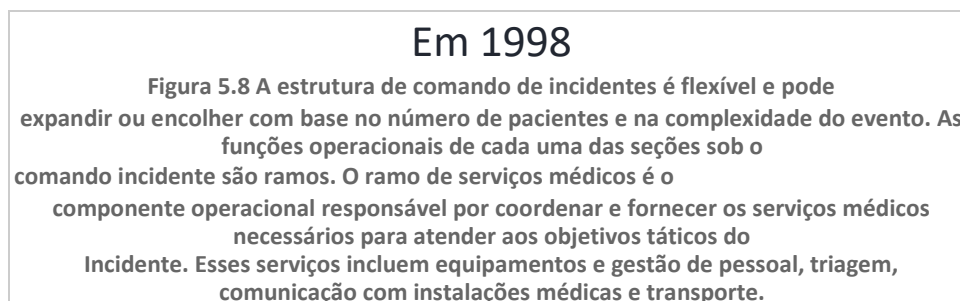 Em 1998
Figura 5.8 A estrutura de comando de incidentes é flexível e pode
expandir ou encolher com base no número de pacientes e na complexidade do evento. As
funções operacionais de cada uma das seções sob o
comando incidente são ramos. O ramo de serviços médicos é o
componente operacional responsável por coordenar e fornecer os serviços médicos
necessários para atender aos objetivos táticos do
Incidente. Esses serviços incluem equipamentos e gestão de pessoal, triagem,
comunicação com instalações médicas e transporte.